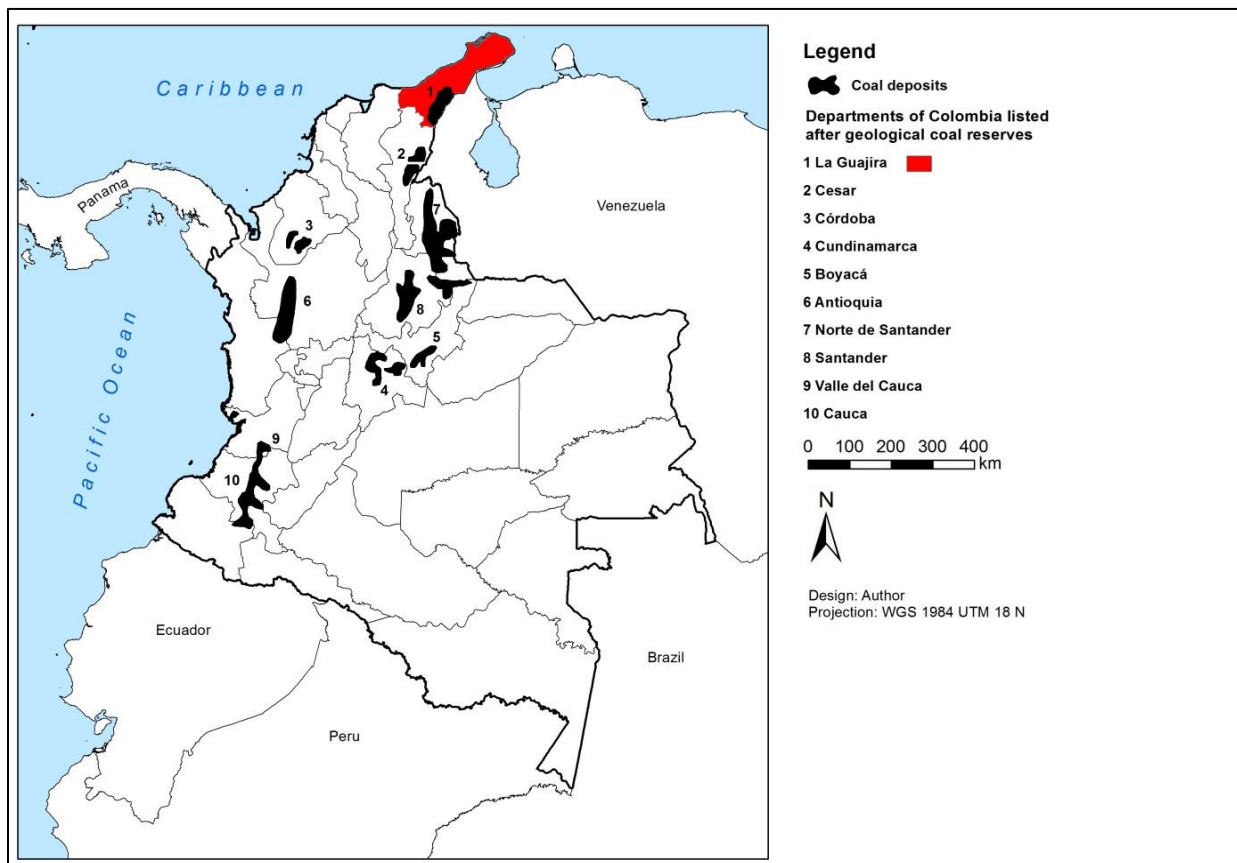 Caribbean
Panama
Venezuela
Pacific Ocean
Ecuador
Peru
Brazil
1
2
3
7
6
8
5
4
9
10
Legend
Coal deposits
Departments of Colombia listed
after geological coal reserves
1 La Guajira
2 Cesar
3 Córdoba
4 Cundinamarca
5 Boyacá
6 Antioquia
7 Norte de Santander
8 Santander
9 Valle del Cauca
10 Cauca
0 100 200 300 400
km
N
Design: Author
Projection: WGS 1984 UTM 18 N